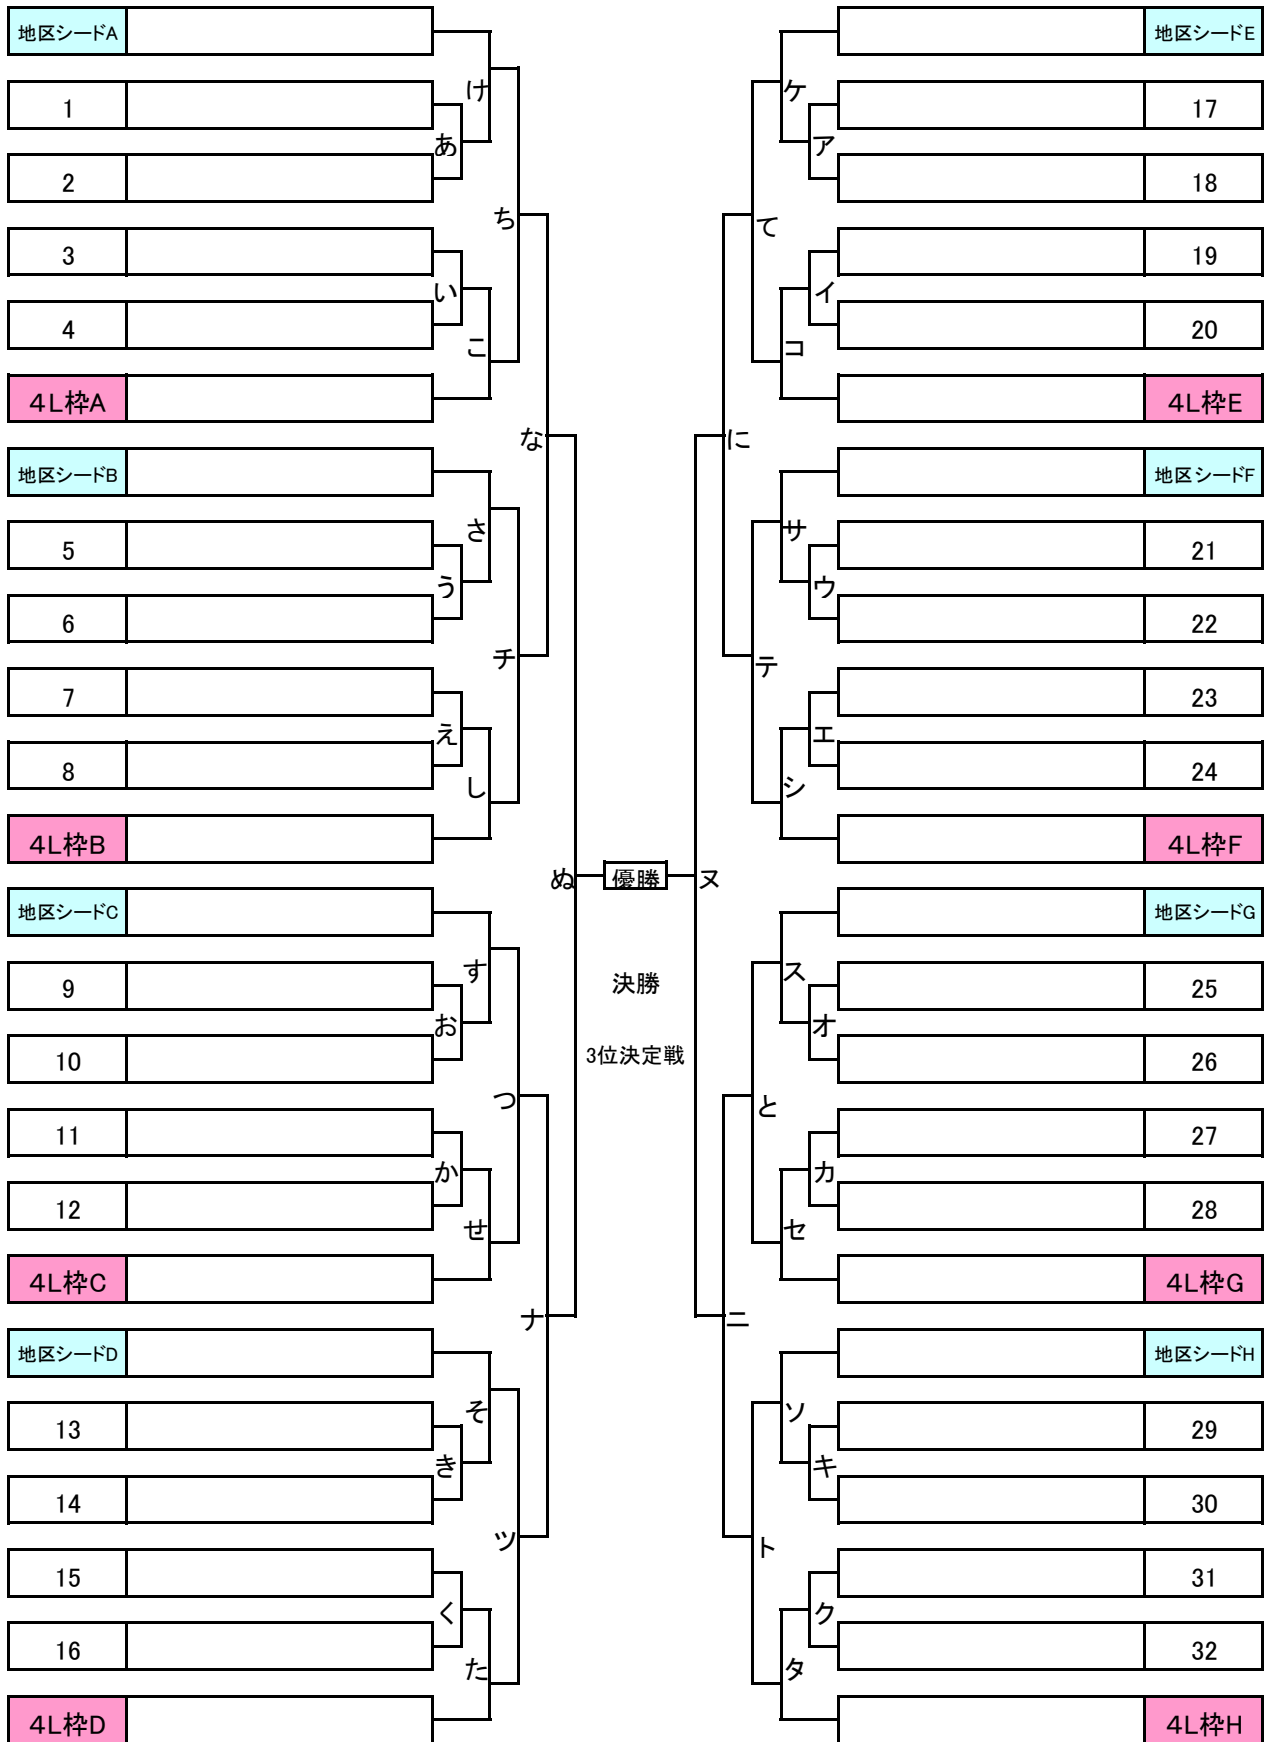 地区シードA
け
1
あ
2
ち
3
い
4
こ
4L枠A
な
地区シードB
さ
5
う
6
チ
7
え
8
し
4L枠B
ぬ
地区シードC
す
9
お
10
つ
11
か
12
せ
4L枠C
ナ
地区シードD
そ
13
き
14
ツ
15
く
16
た
4L枠D
優勝
決勝
3位決定戦
地区シードE
ケ
17
ア
18
て
19
イ
20
コ
4L枠E
に
地区シードF
サ
21
ウ
22
テ
23
エ
24
シ
4L枠F
ヌ
地区シードG
ス
25
オ
26
と
27
カ
28
セ
4L枠G
ニ
地区シードH
ソ
29
キ
30
ト
31
ク
32
タ
4L枠H